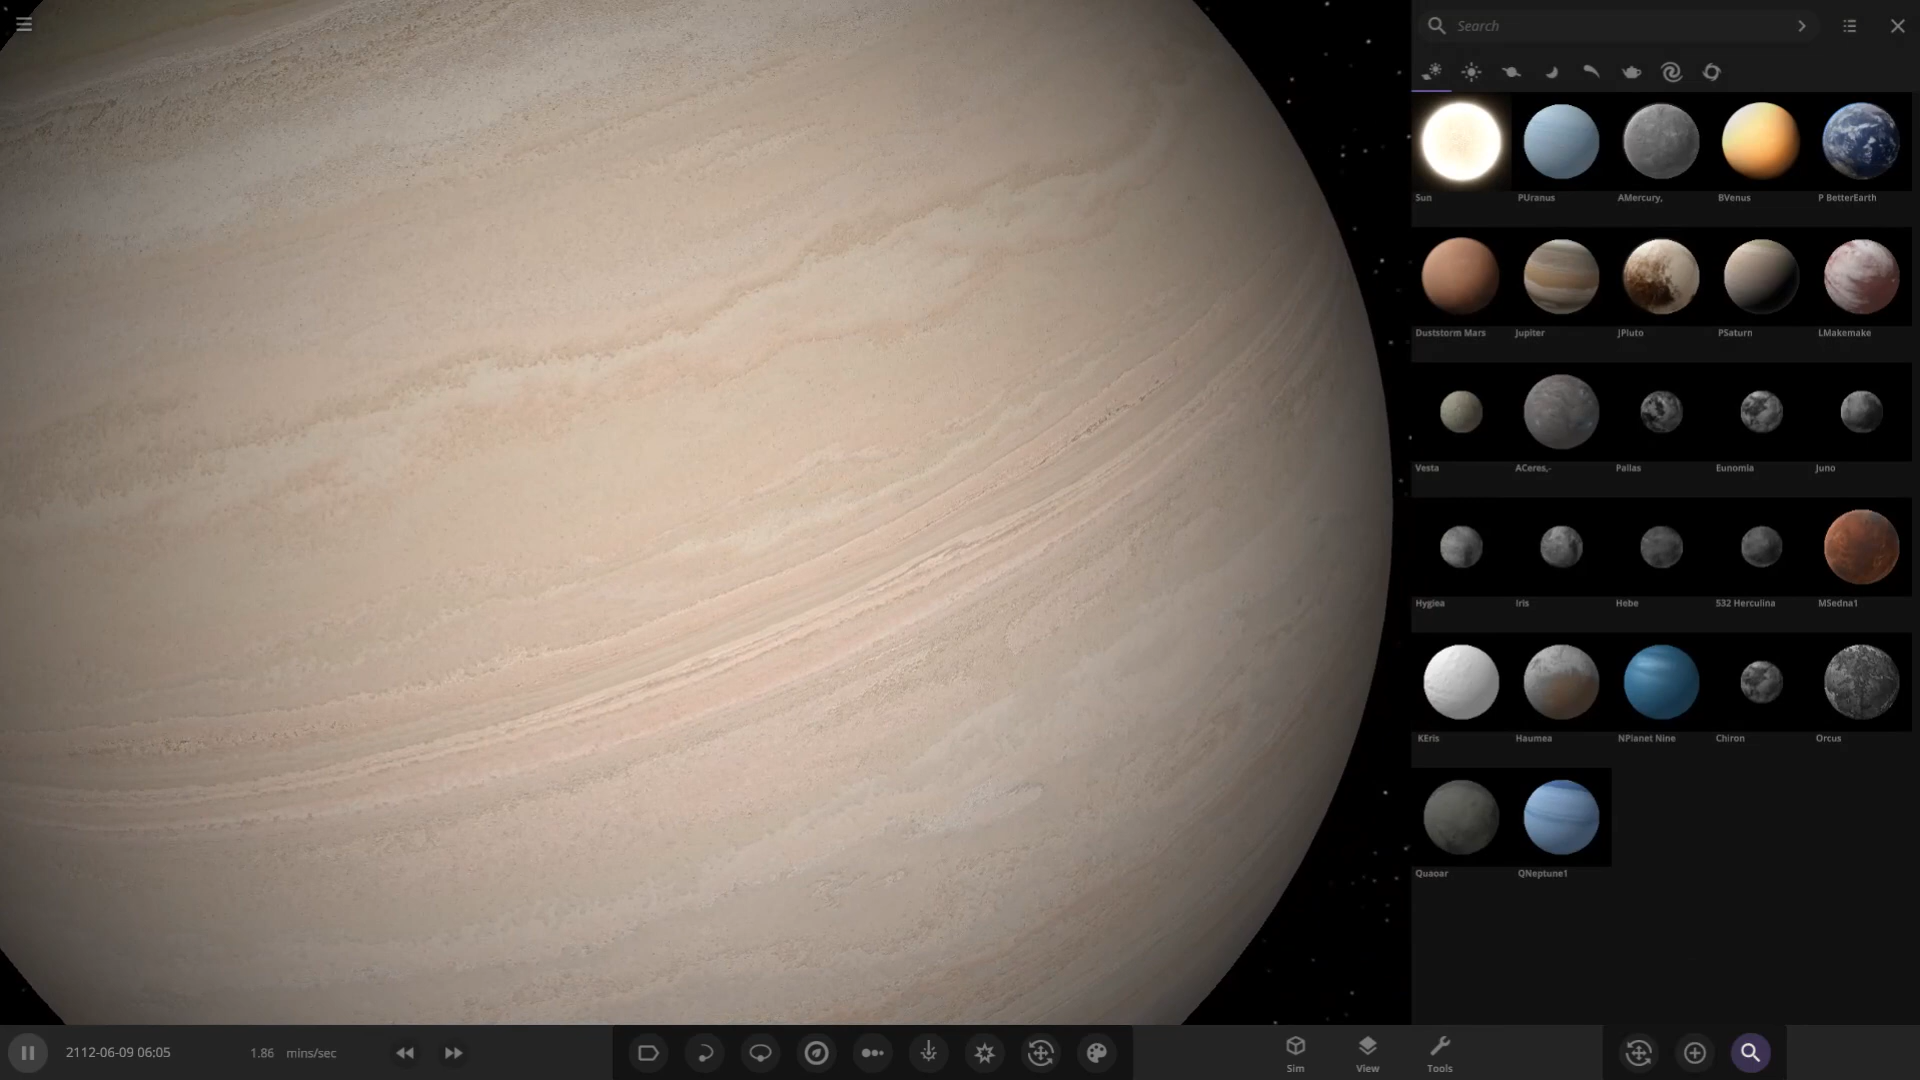 Search
Sun PUranus AMercury, BVenus P BetterEarth
Duststorm Mars Jupiter JPluto PSaturn LMakemake
Vesta ACeres,- Pallas Eunomia Juno
Hygiea Iris Hebe 532 Herculina MSedna1
KEris Haumea NPlanet Nine Chiron Orcus
Quaoar QNeptune1
2112-06-09 06:05 1.86 mins/sec Sim View Tools